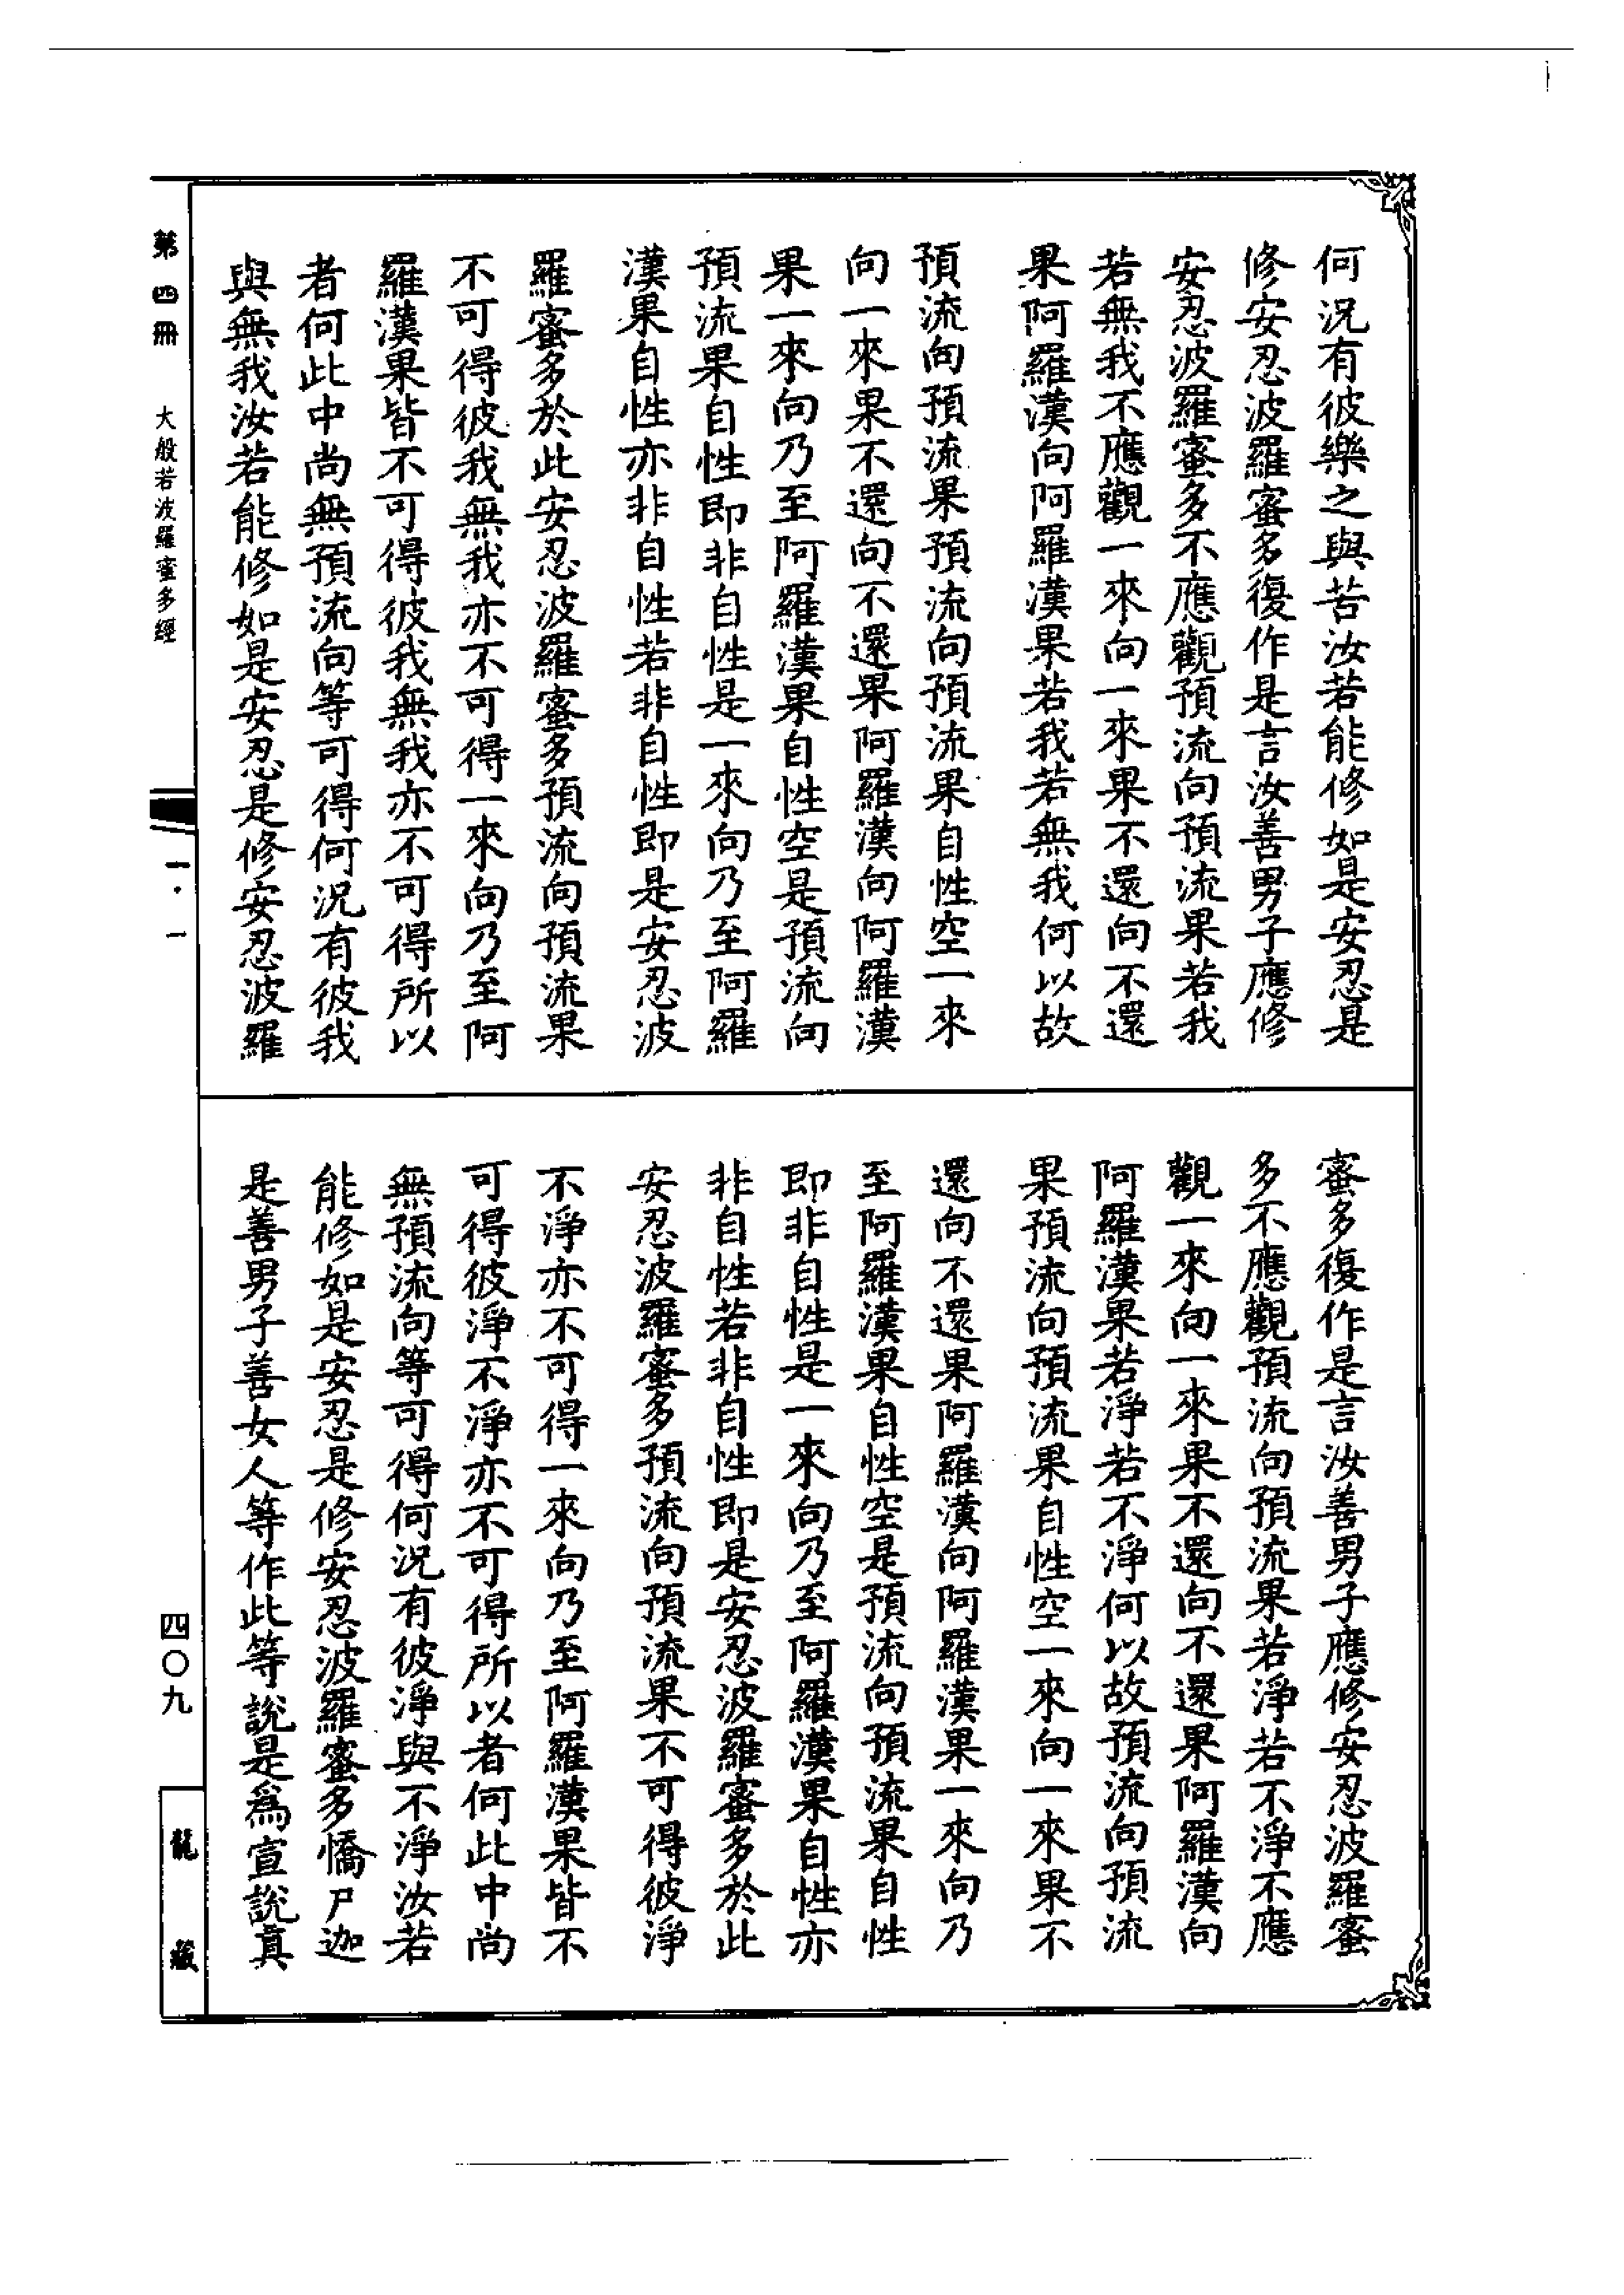 何況有彼樂之與苦汝若能修如是安忍是
修安忍波羅蜜多復作是言汝善男子應修
安忍波羅蜜多不應觀預流向預流果若我
若無我不應觀一來向一來果不還向不還
果阿羅漢向阿羅漢果若我若無我何以故
預流向預流果預流向預流果自性空一來
向一來果不還向不還果阿羅漢向阿羅漢
果一來向乃至阿羅漢果自性空是預流向
預流果自性即非自性是一來向乃至阿羅
漢果自性亦非自性若非自性即是安忍波
羅蜜多於此安忍波羅蜜多預流向預流果
不可得彼我無我亦不可得一來向乃至阿
羅漢果皆不可得彼我無我亦不可得所以
者何此中尚無預流向等可得何況有彼我
與無我汝若能修如是安忍是修安忍波羅
蜜多復作是言汝善男子應修安忍波羅蜜
多不應觀預流向預流果若淨若不淨不應
觀一來向一來果不還向不還果阿羅漢向
阿羅漢果若淨若不淨何以故預流向預流
果預流向預流果自性空一來向一來果不
還向不還果阿羅漢向阿羅漢果一來向乃
至阿羅漢果自性空是預流向預流果自性
即非自性是一來向乃至阿羅漢果自性亦
非自性若非自性即是安忍波羅蜜多於此
安忍波羅蜜多預流向預流果不可得彼淨
不淨亦不可得一來向乃至阿羅漢果皆不
可得彼淨不淨亦不可得所以者何此中尚
無預流向等可得何況有彼淨與不淨汝若
能修如是安忍是修安忍波羅蜜多憍尸迦
是善男子善女人等作此等說是為宣說真
第四冊 大般若波羅蜜多經
一·一
四〇九
龍藏